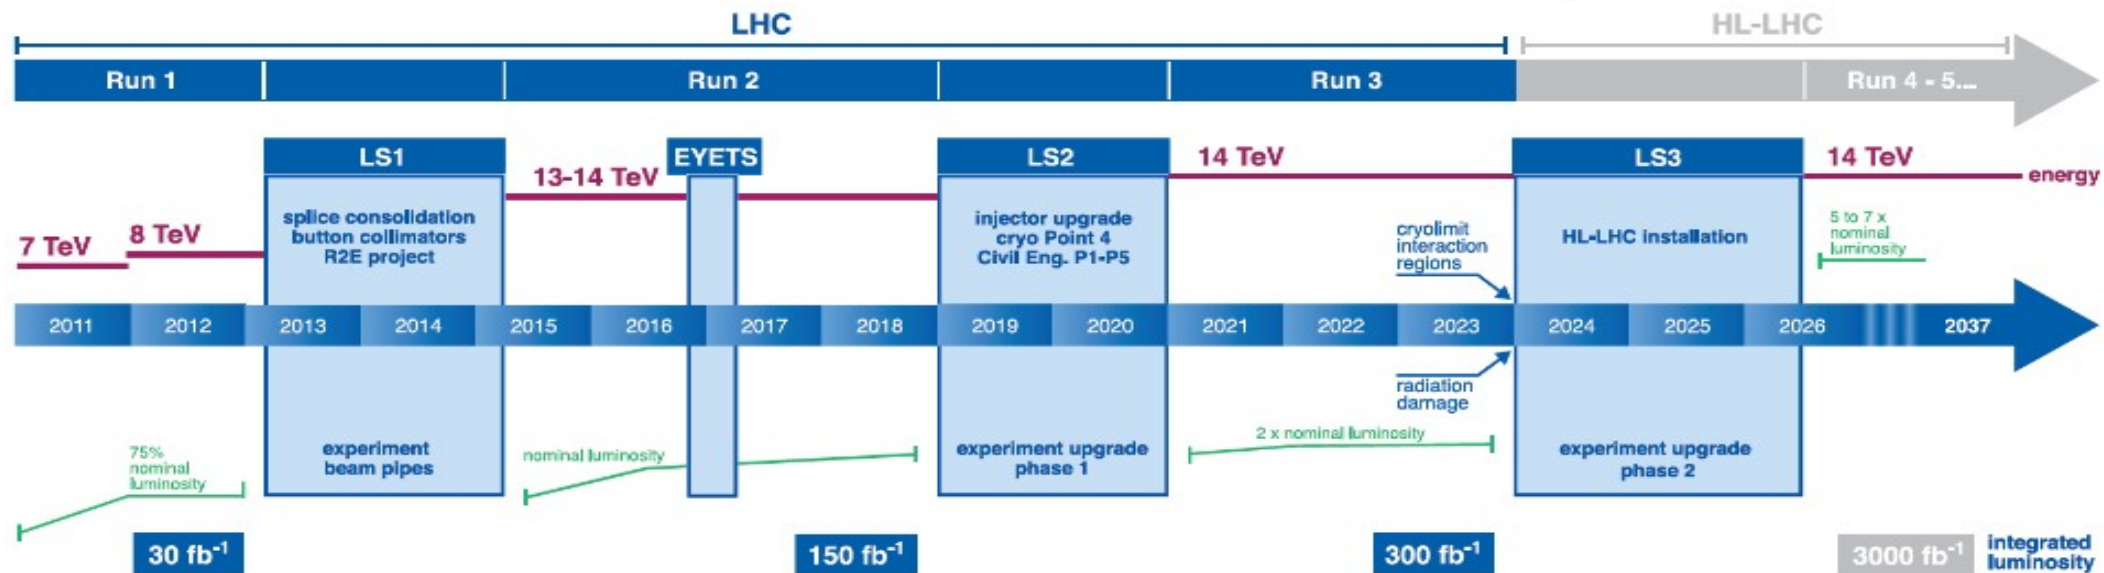 LHC
HL-LHC
Run 1
Run 2
Run 3
Run 4 - 5...
LS1
EYETS
LS2
14 TeV
LS3
14 TeV
13-14 TeV
energy
splice consolidation
button collimators
R2E project
injector upgrade
cryo Point 4
Civil Eng. P1-P5
cryolimit
interaction
regions
HL-LHC installation
5 to 7 x
nominal
luminosity
7 TeV
8 TeV
2011
2012
2013
2014
2015
2016
2017
2018
2019
2020
2021
2022
2023
2024
2025
2026
2037
radiation
damage
75%
nominal
luminosity
experiment
beam pipes
nominal luminosity
experiment upgrade
phase 1
2 x nominal luminosity
experiment upgrade
phase 2
30 fb⁻¹
150 fb⁻¹
300 fb⁻¹
3000 fb⁻¹
integrated
luminosity